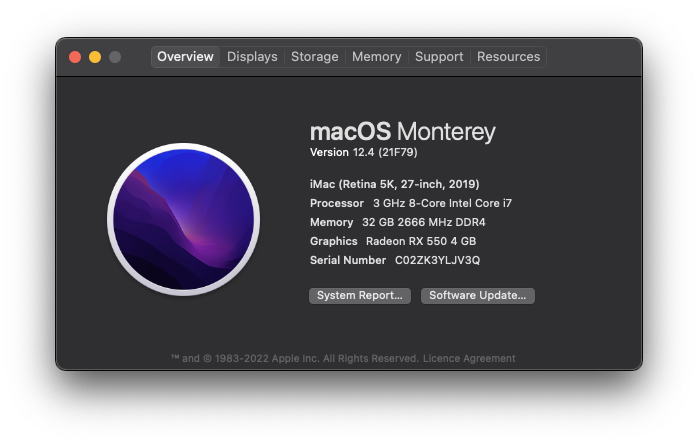 Overview Displays Storage Memory Support Resources
macOS Monterey
Version 12.4 (21F79)
iMac (Retina 5K, 27-inch, 2019)
Processor 3 GHz 8-Core Intel Core i7
Memory 32 GB 2666 MHz DDR4
Graphics Radeon RX 550 4 GB
Serial Number C02ZK3YLJV3Q
System Report... Software Update...
™ and © 1983-2022 Apple Inc. All Rights Reserved. Licence Agreement